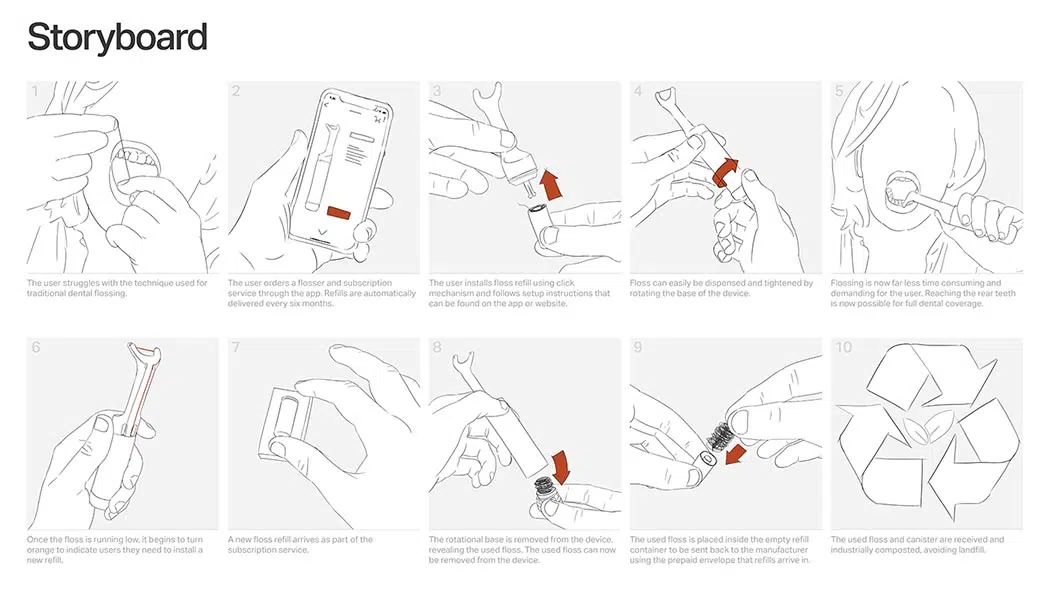 Storyboard
1
2
3
4
5
The user struggles with the technique used for
traditional dental flossing.
The user orders a flosser and subscription
service through the app. Refills are automatically
delivered every six months.
The user installs floss refill using click
mechanism and follows setup instructions that
can be found on the app or website.
Floss can easily be dispensed and tightened by
rotating the base of the device.
Flossing is now far less time consuming and
demanding for the user. Reaching the rear teeth
is now possible for full dental coverage.
6
7
8
9
10
Once the floss is running low, it begins to turn
orange to indicate users they need to install a
new refill.
A new floss refill arrives as part of the
subscription service.
The rotational base is removed from the device,
revealing the used floss. The used floss can now
be removed from the device.
The used floss is placed inside the empty refill
container to be sent back to the manufacturer
using the prepaid envelope that refills arrive in.
The used floss and canister are received and
industrially composted, avoiding landfill.